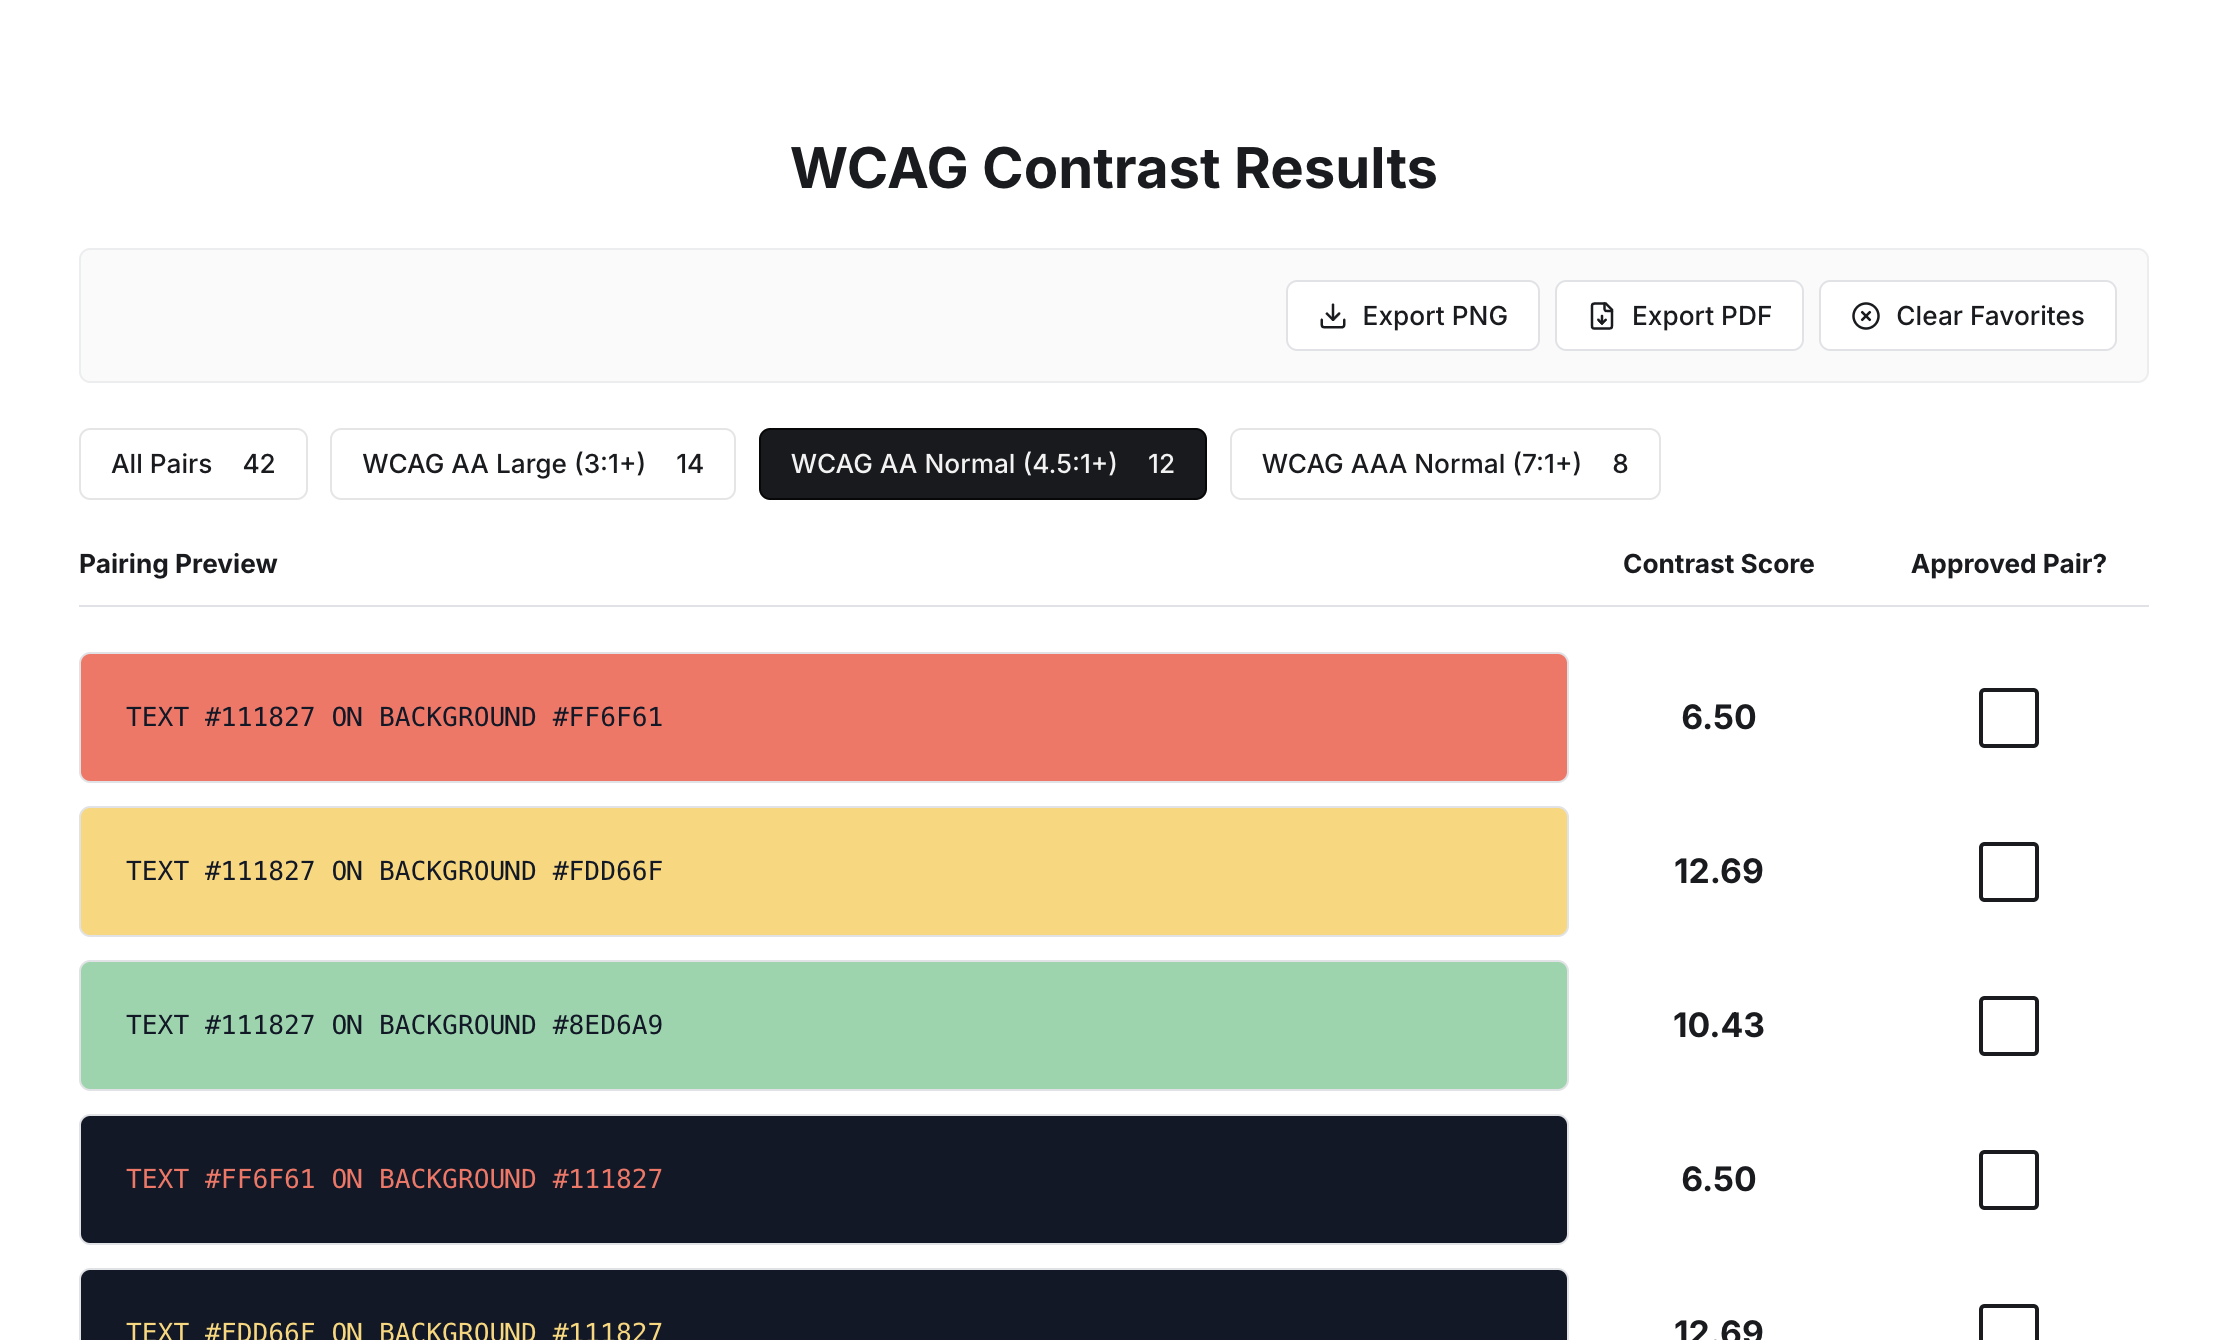 WCAG Contrast Results
Export PNG
Export PDF
Clear Favorites
All Pairs 42
WCAG AA Large (3:1+) 14
WCAG AA Normal (4.5:1+) 12
WCAG AAA Normal (7:1+) 8
Pairing Preview
Contrast Score
Approved Pair?
TEXT #111827 ON BACKGROUND #FF6F61
6.50
TEXT #111827 ON BACKGROUND #FDD66F
12.69
TEXT #111827 ON BACKGROUND #8ED6A9
10.43
TEXT #FF6F61 ON BACKGROUND #111827
6.50
TEXT #FDD66F ON BACKGROUND #111827
12.69